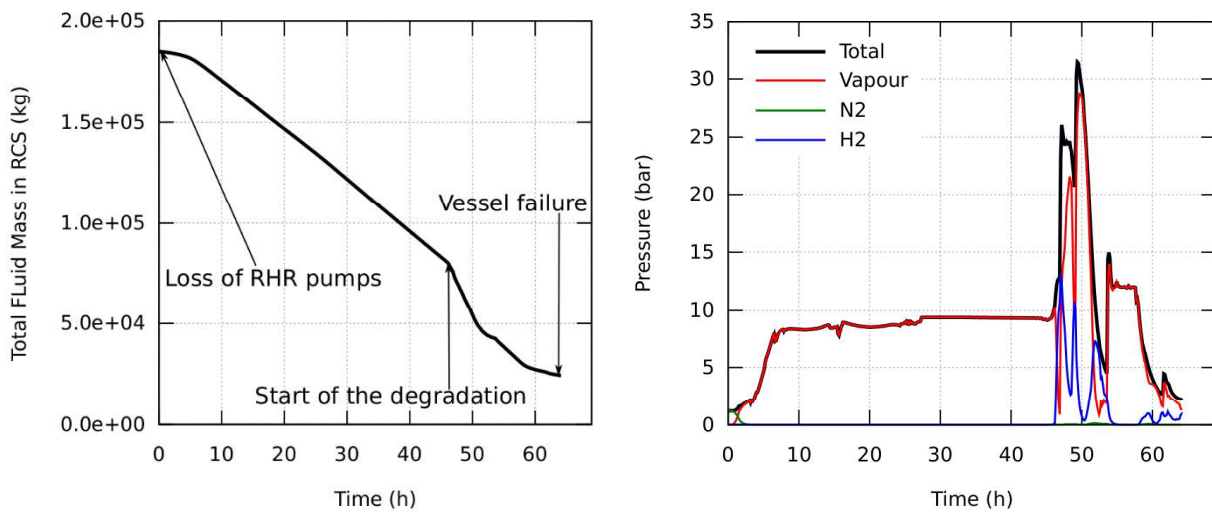 Total FLuid Mass in RCS (kg)
2.0e+05
1.5e+05
1.0e+05
5.0e+04
0.0e+00
Loss of RHR pumps
Vessel failure
Start of the degradation
0 10 20 30 40 50 60
Time (h)
Pressure (bar)
35
30
25
20
15
10
5
0
Total
Vapour
N2
H2
0 10 20 30 40 50 60
Time (h)